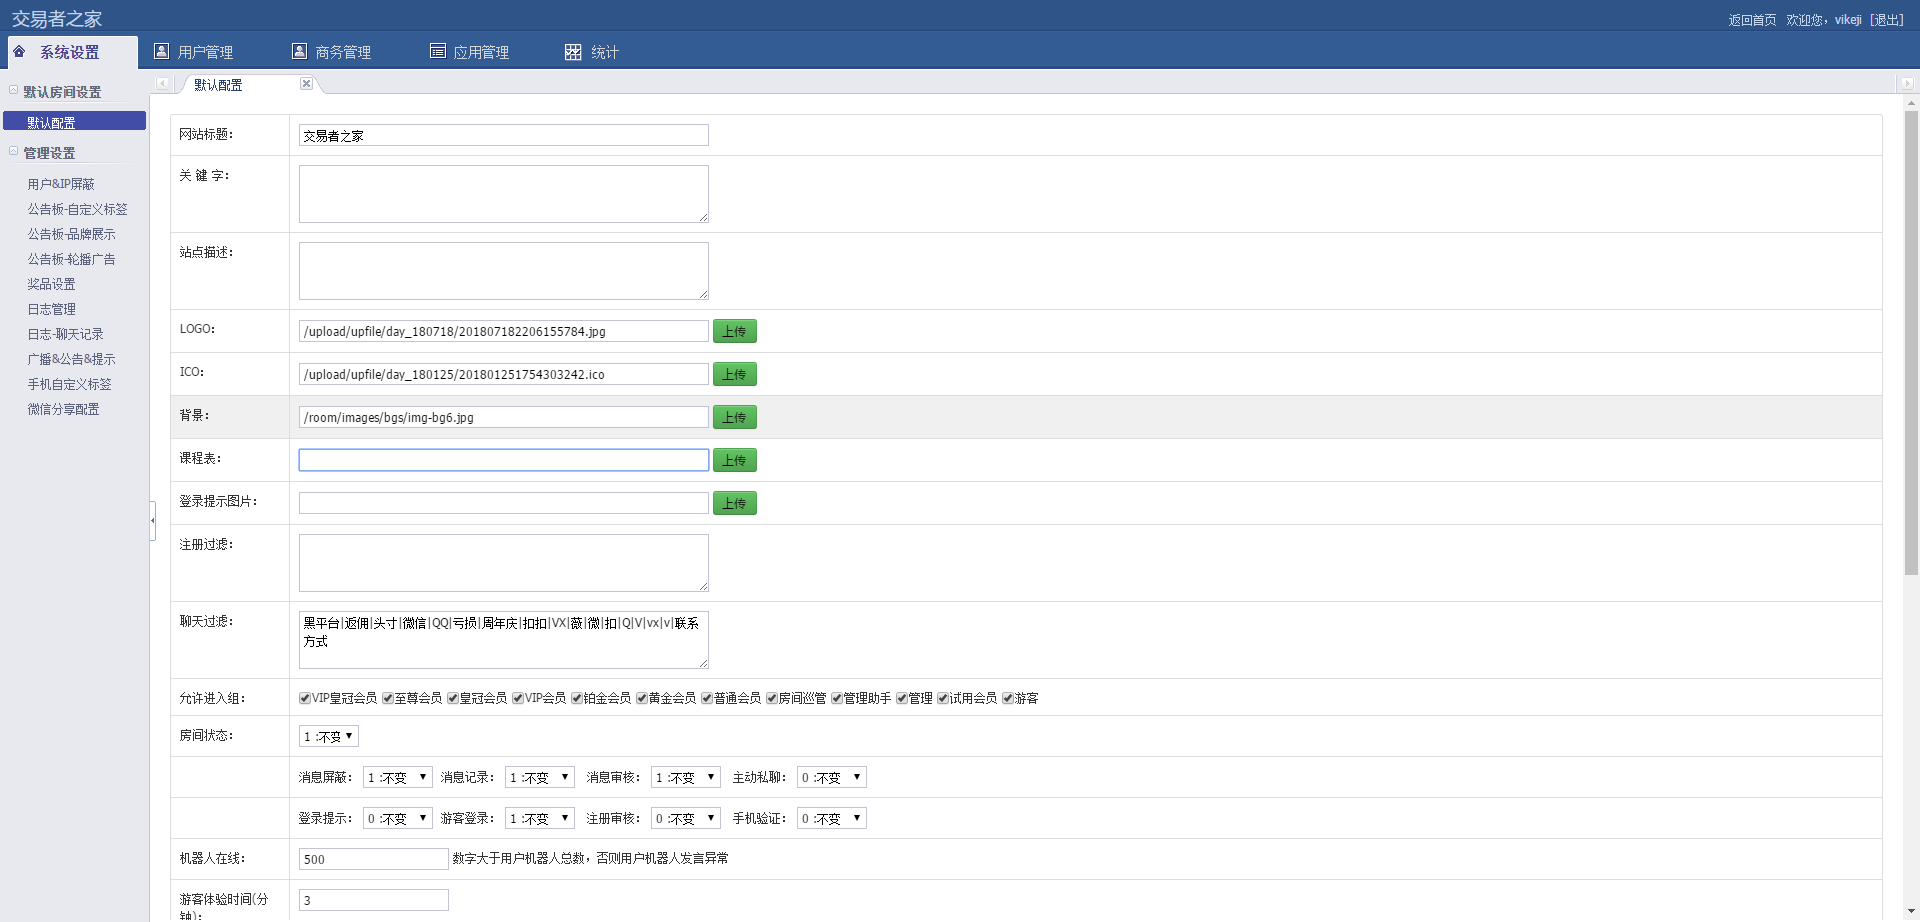 交易者之家
返回首页 欢迎您，vikeji [退出]
系统设置 用户管理 商务管理 应用管理 统计
默认房间设置
默认配置
管理设置
用户&IP屏蔽
公告板-自定义标签
公告板-品牌展示
公告板-轮播广告
奖品设置
日志管理
日志-聊天记录
广播&公告&提示
手机自定义标签
微信分享配置
默认配置
网站标题： 交易者之家
关 键 字：
站点描述：
LOGO： /upload/upfile/day_180718/201807182206155784.jpg 上传
ICO： /upload/upfile/day_180125/201801251754303242.ico 上传
背景： /room/images/bgs/img-bg6.jpg 上传
课程表： 上传
登录提示图片： 上传
注册过滤：
聊天过滤： 黑平台|返佣|头寸|微信|QQ|亏损|周年庆|扣扣|VX|薇|微|扣|Q|V|vx|v|联系
方式
允许进入组： VIP皇冠会员 至尊会员 皇冠会员 VIP会员 铂金会员 黄金会员 普通会员 房间巡管 管理助手 管理 试用会员 游客
房间状态： 1 :不变
消息屏蔽： 1 :不变 消息记录： 1 :不变 消息审核： 1 :不变 主动私聊： 0 :不变
登录提示： 0 :不变 游客登录： 1 :不变 注册审核： 0 :不变 手机验证： 0 :不变
机器人在线： 500 数字大于用户机器人总数，否则用户机器人发言异常
游客体验时间(分 3
钟)：